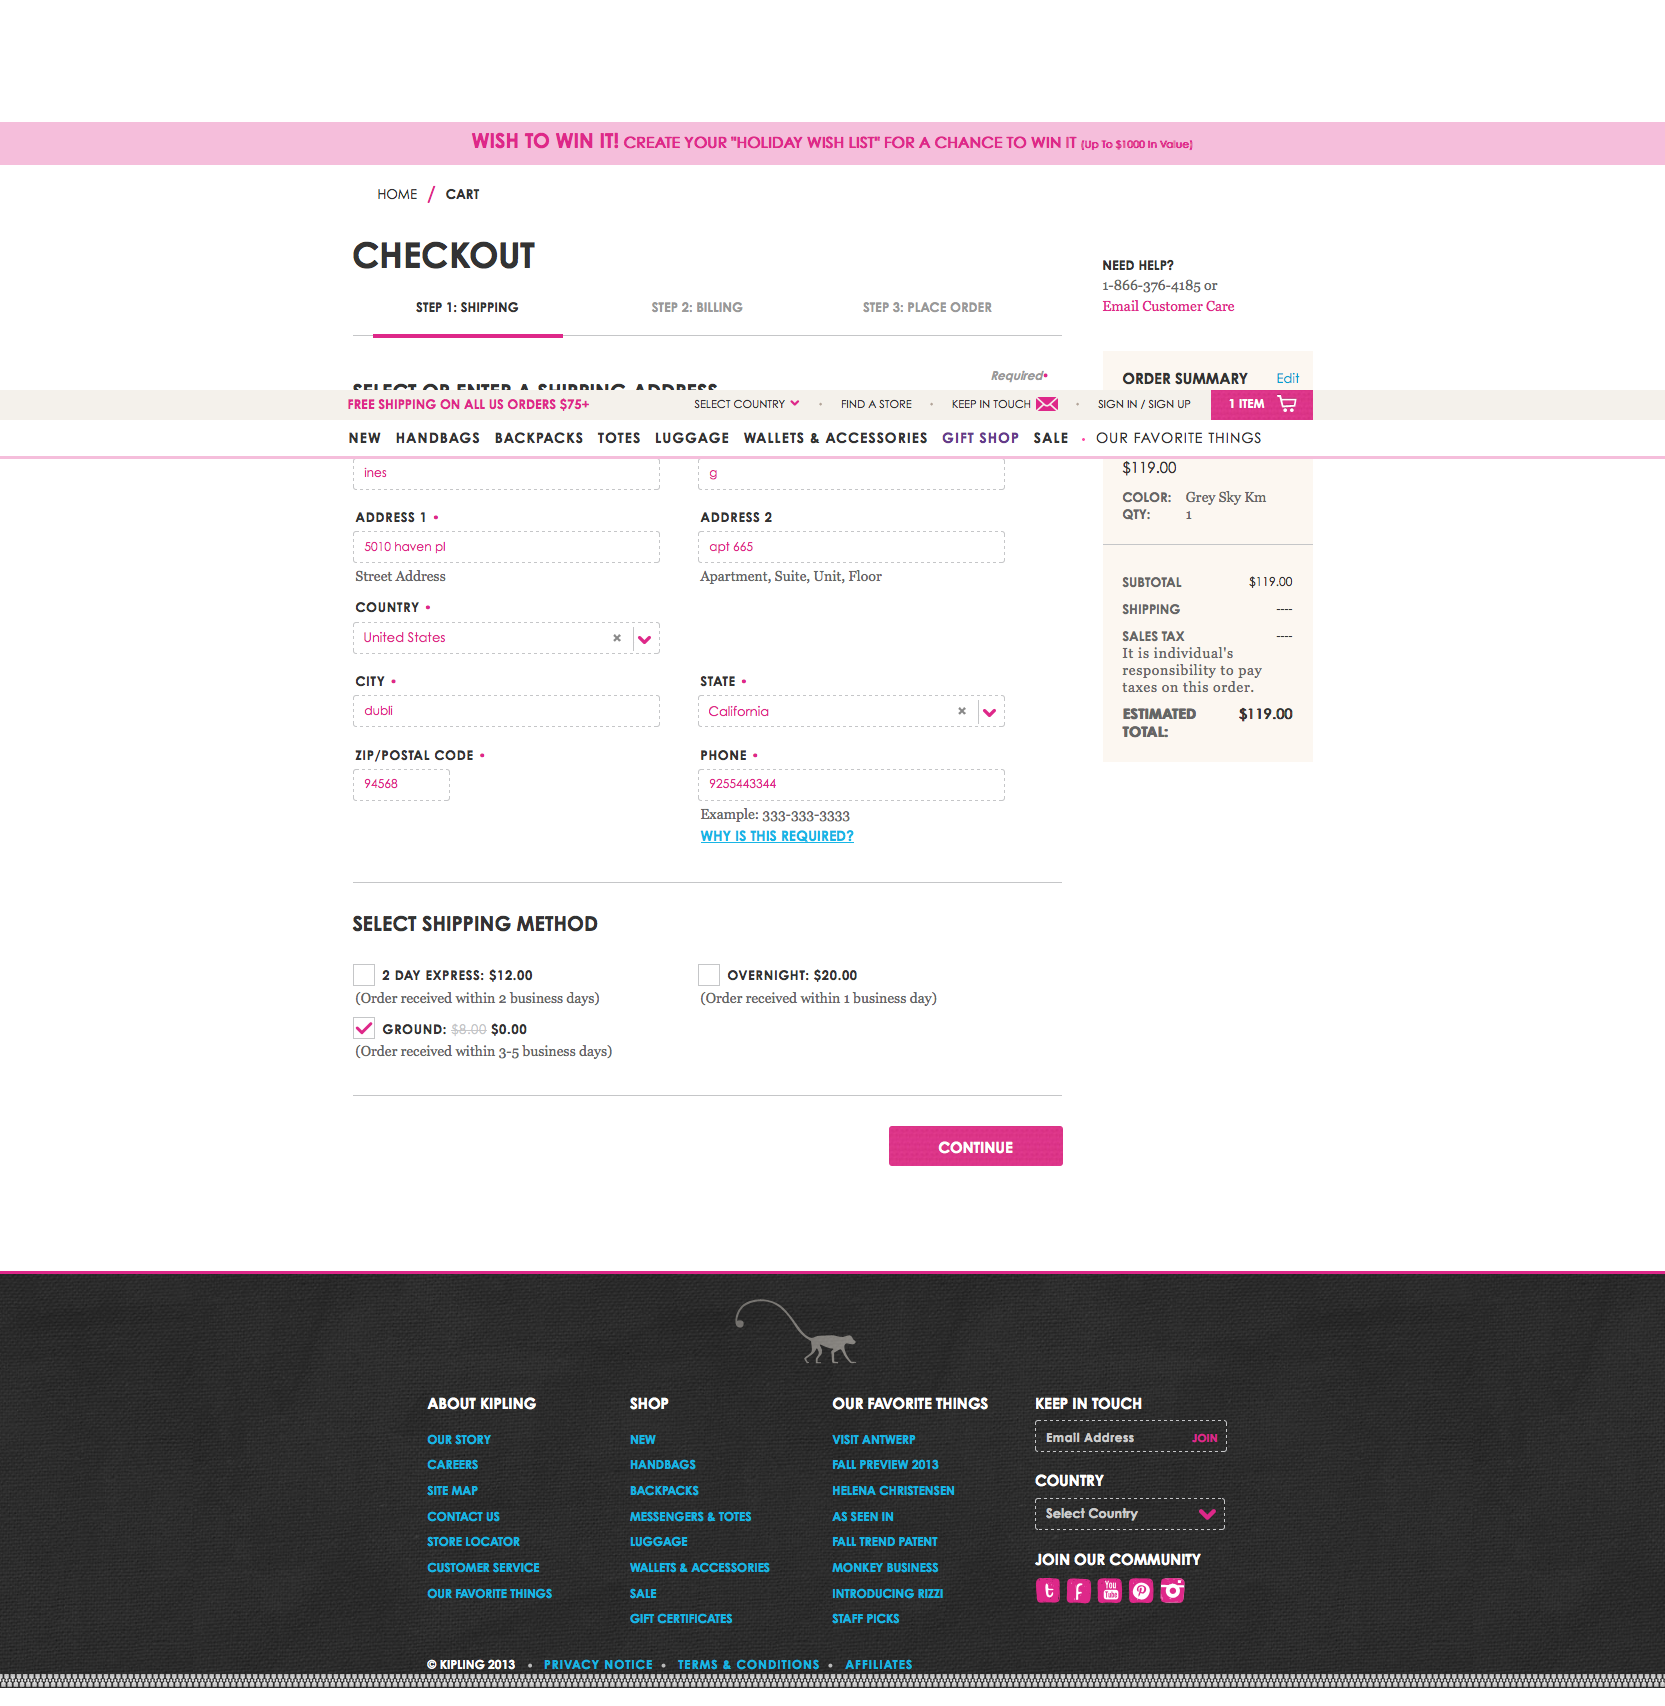 WISH TO WIN IT! CREATE YOUR "HOLIDAY WISH LIST" FOR A CHANCE TO WIN IT (Up To $1000 In Value)
HOME / CART
CHECKOUT
STEP 1: SHIPPING
STEP 2: BILLING
STEP 3: PLACE ORDER
NEED HELP?
1-866-376-4185 or
Email Customer Care
Required•
SELECT OR ENTER A SHIPPING ADDRESS
ORDER SUMMARY Edit
FREE SHIPPING ON ALL US ORDERS $75+
SELECT COUNTRY • FIND A STORE • KEEP IN TOUCH • SIGN IN / SIGN UP
1 ITEM
NEW HANDBAGS BACKPACKS TOTES LUGGAGE WALLETS & ACCESSORIES GIFT SHOP SALE • OUR FAVORITE THINGS
ines
g
$119.00
COLOR: Grey Sky Km
QTY: 1
ADDRESS 1 •
5010 haven pl
Street Address
ADDRESS 2
apt 665
Apartment, Suite, Unit, Floor
COUNTRY •
United States ×
CITY •
dubli
STATE •
California ×
ZIP/POSTAL CODE •
94568
PHONE •
9255443344
Example: 333-333-3333
WHY IS THIS REQUIRED?
SUBTOTAL $119.00
SHIPPING ----
SALES TAX ----
It is individual's
responsibility to pay
taxes on this order.
ESTIMATED $119.00
TOTAL:
SELECT SHIPPING METHOD
2 DAY EXPRESS: $12.00
(Order received within 2 business days)
OVERNIGHT: $20.00
(Order received within 1 business day)
GROUND: $8.00 $0.00
(Order received within 3-5 business days)
CONTINUE
ABOUT KIPLING
OUR STORY
CAREERS
SITE MAP
CONTACT US
STORE LOCATOR
CUSTOMER SERVICE
OUR FAVORITE THINGS
SHOP
NEW
HANDBAGS
BACKPACKS
MESSENGERS & TOTES
LUGGAGE
WALLETS & ACCESSORIES
SALE
GIFT CERTIFICATES
OUR FAVORITE THINGS
VISIT ANTWERP
FALL PREVIEW 2013
HELENA CHRISTENSEN
AS SEEN IN
FALL TREND PATENT
MONKEY BUSINESS
INTRODUCING RIZZI
STAFF PICKS
KEEP IN TOUCH
Email Address JOIN
COUNTRY
Select Country
JOIN OUR COMMUNITY
You
Tube
© KIPLING 2013 • PRIVACY NOTICE • TERMS & CONDITIONS • AFFILIATES